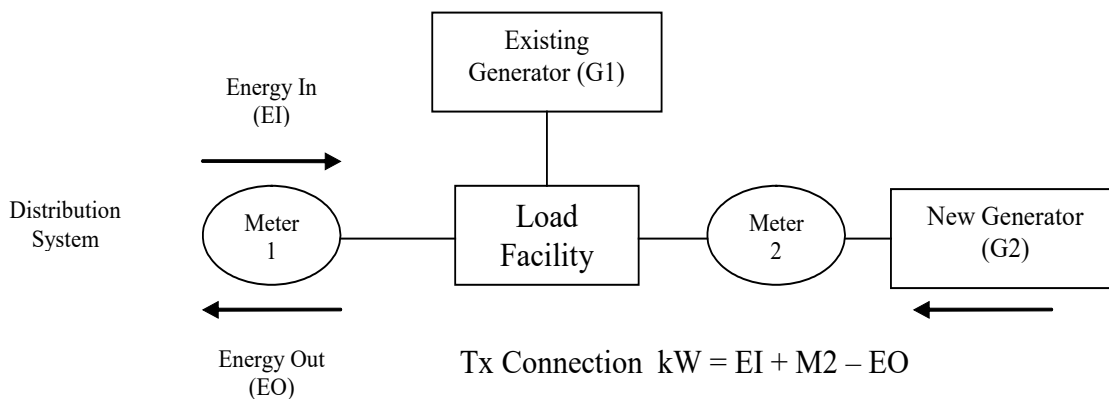 Existing
Generator (G1)
Energy In
(EI)
Distribution
System
Meter
1
Load
Facility
Meter
2
New Generator
(G2)
Energy Out
(EO)
Tx Connection kW = EI + M2 – EO